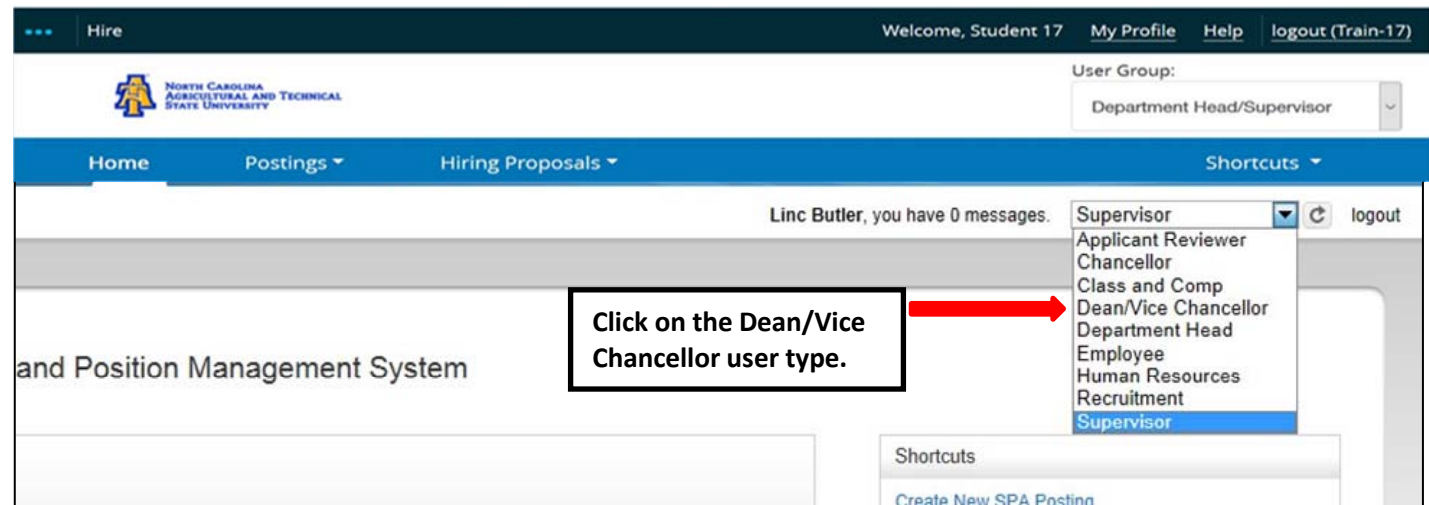 Hire Welcome, Student 17 My Profile Help logout (Train-17)
User Group:
NORTH CAROLINA
AGRICULTURAL AND TECHNICAL
STATE UNIVERSITY
Department Head/Supervisor
Home Postings Hiring Proposals Shortcuts
Linc Butler, you have 0 messages. Supervisor logout
Applicant Reviewer
Chancellor
Class and Comp
Dean/Vice Chancellor
Department Head
Employee
Human Resources
Recruitment
Supervisor
Click on the Dean/Vice
Chancellor user type.
and Position Management System
Shortcuts
Create New SPA Posting